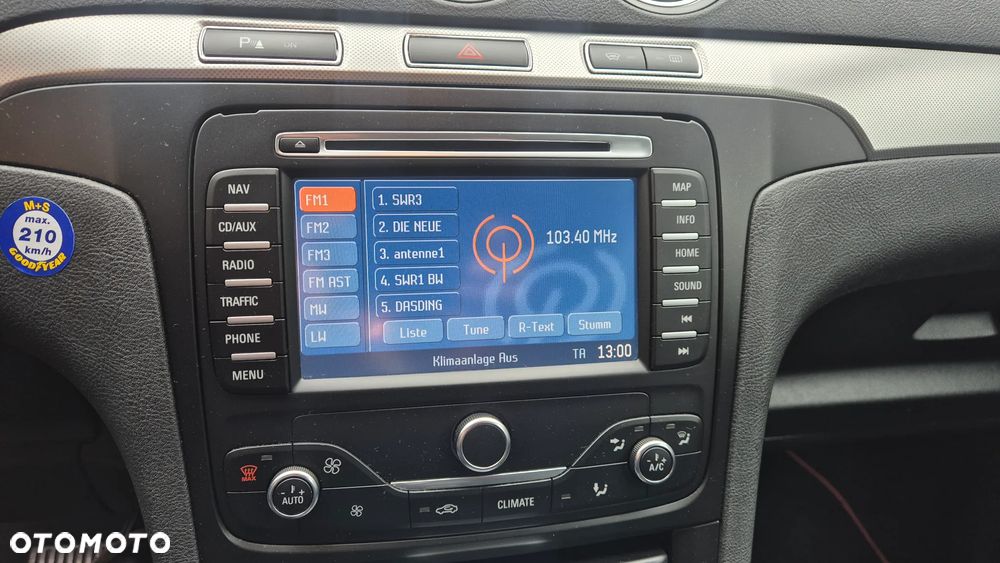 P DN
M+S
max.
210
km/h
GOODYEAR
NAV
CD/AUX
RADIO
TRAFFIC
PHONE
MENU
FM1
FM2
FM3
FM AST
MW
LW
1. SWR3
2. DIE NEUE
3. antenne1
4. SWR1 BW
5. DASDING
103.40 MHz
Liste
Tune
R-Text
Stumm
Klimaanlage Aus
TA 13:00
MAP
INFO
HOME
SOUND
MAX
- +
AUTO
CLIMATE
- +
A/C
OTOMOTO